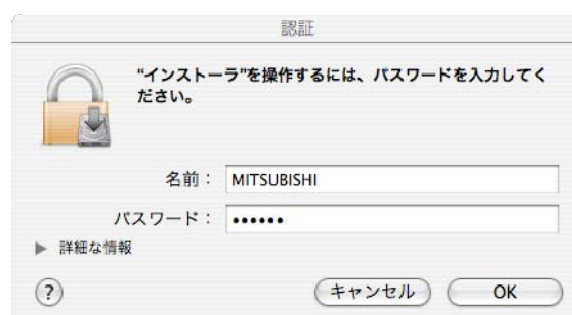 認証
“インストーラ”を操作するには、パスワードを入力してく
ださい。
名前： MITSUBISHI
パスワード： ••••••
▶ 詳細な情報
? キャンセル OK